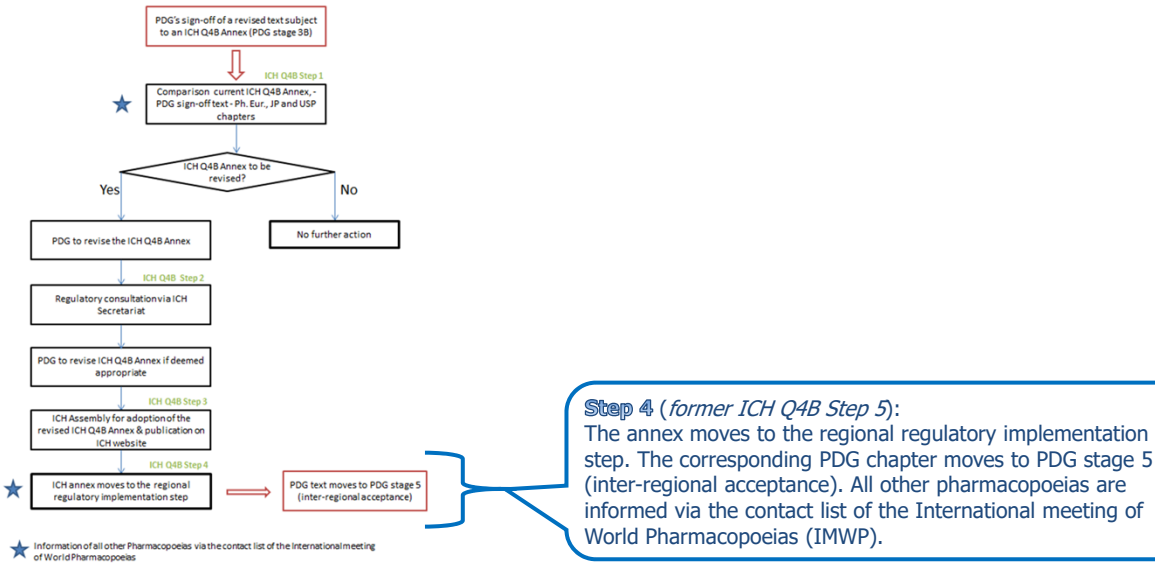 PDG's sign-off of a revised text subject
to an ICH Q4B Annex (PDG stage 3B)
ICH Q4B Step 1
Comparison current ICH Q4B Annex, -
PDG sign-off text - Ph. Eur., JP and USP
chapters
ICH Q4B Annex to be
revised?
Yes
No
PDG to revise the ICH Q4B Annex
No further action
ICH Q4B Step 2
Regulatory consultation via ICH
Secretariat
PDG to revise ICH Q4B Annex if deemed
appropriate
ICH Q4B Step 3
ICH Assembly for adoption of the
revised ICH Q4B Annex & publication on
ICH website
ICH Q4B Step 4
ICH annex moves to the regional
regulatory implementation step
PDG text moves to PDG stage 5
(inter-regional acceptance)
Step 4 (former ICH Q4B Step 5):
The annex moves to the regional regulatory implementation
step. The corresponding PDG chapter moves to PDG stage 5
(inter-regional acceptance). All other pharmacopoeias are
informed via the contact list of the International meeting of
World Pharmacopoeias (IMWP).
Information of all other Pharmacopoeias via the contact list of the International meeting
of World Pharmacopoeias